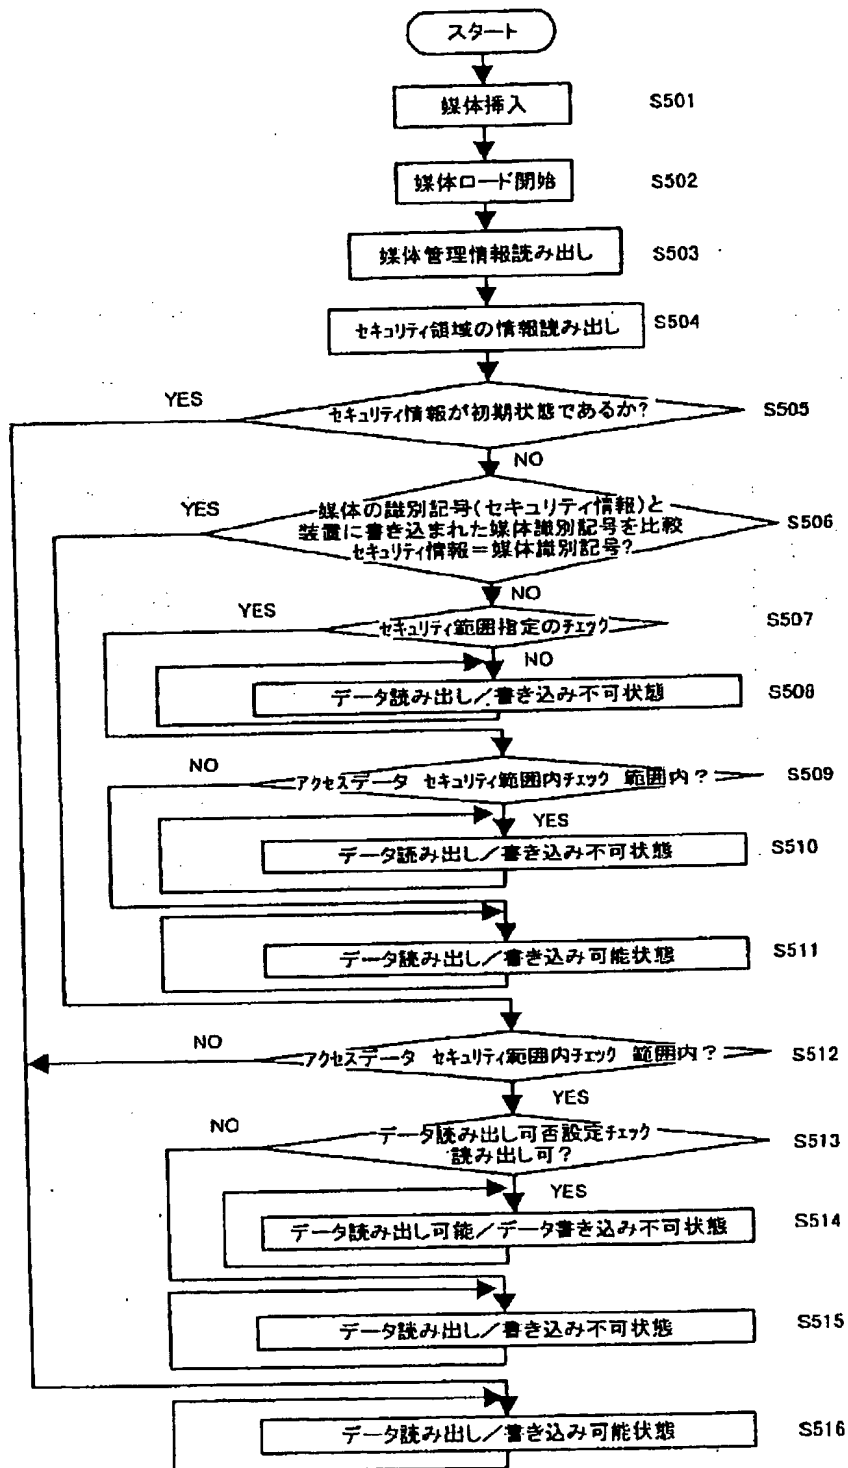 スタート
媒体挿入 S501
媒体ロード開始 S502
媒体管理情報読み出し S503
セキュリティ領域の情報読み出し S504
YES
セキュリティ情報が初期状態であるか? S505
NO
YES
媒体の識別記号(セキュリティ情報)と
装置に書き込まれた媒体識別記号を比較 S506
セキュリティ情報=媒体識別記号?
NO
YES
セキュリティ範囲指定のチェック S507
NO
データ読み出し/書き込み不可状態 S508
NO
アクセスデータ セキュリティ範囲内チェック 範囲内? S509
YES
データ読み出し/書き込み不可状態 S510
データ読み出し/書き込み可能状態 S511
NO
アクセスデータ セキュリティ範囲内チェック 範囲内? S512
YES
NO
データ読み出し可否設定チェック S513
読み出し可?
YES
データ読み出し可能/データ書き込み不可状態 S514
データ読み出し/書き込み不可状態 S515
データ読み出し/書き込み可能状態 S516